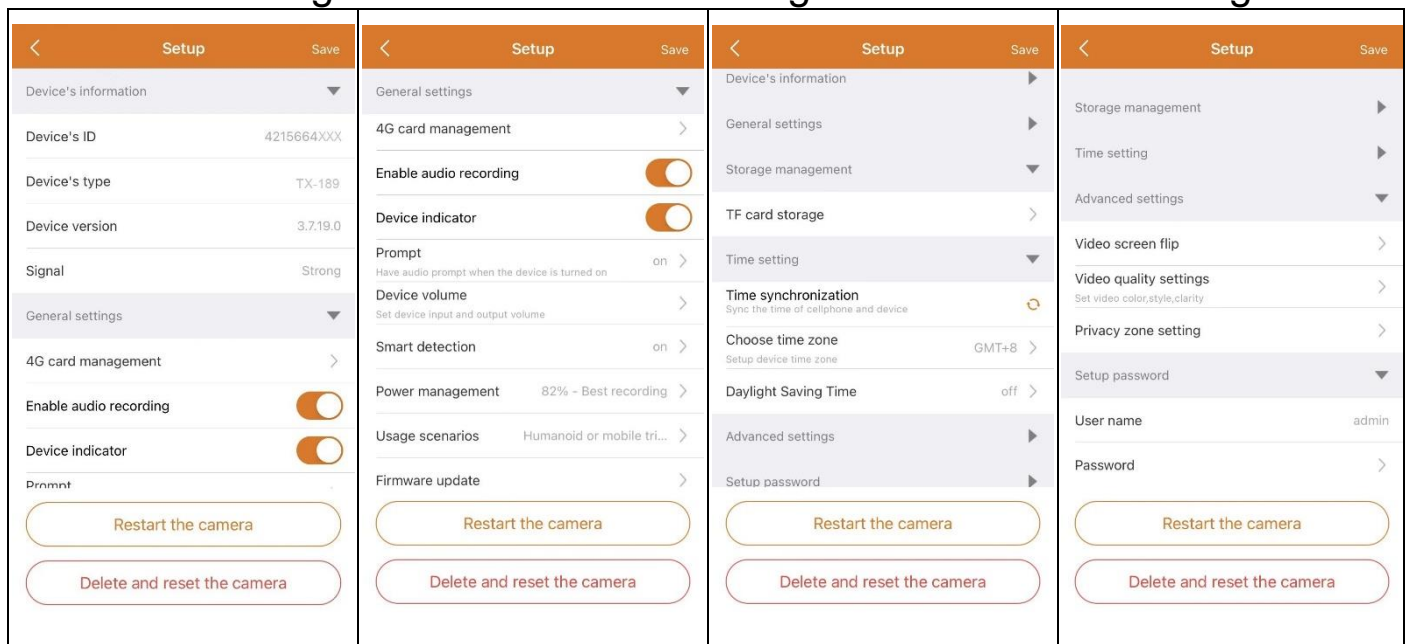 Setup Save
Device's information
Device's ID 4215664XXX
Device's type TX-189
Device version 3.7.19.0
Signal Strong
General settings
4G card management
Enable audio recording
Device indicator
Prompt
Restart the camera
Delete and reset the camera
Setup Save
General settings
4G card management
Enable audio recording
Device indicator
Prompt on
Have audio prompt when the device is turned on
Device volume
Set device input and output volume
Smart detection on
Power management 82% - Best recording
Usage scenarios Humanoid or mobile tri...
Firmware update
Restart the camera
Delete and reset the camera
Setup Save
Device's information
General settings
Storage management
TF card storage
Time setting
Time synchronization
Sync the time of cellphone and device
Choose time zone GMT+8
Setup device time zone
Daylight Saving Time off
Advanced settings
Setup password
Restart the camera
Delete and reset the camera
Setup Save
Storage management
Time setting
Advanced settings
Video screen flip
Video quality settings
Set video color,style,clarity
Privacy zone setting
Setup password
User name admin
Password
Restart the camera
Delete and reset the camera